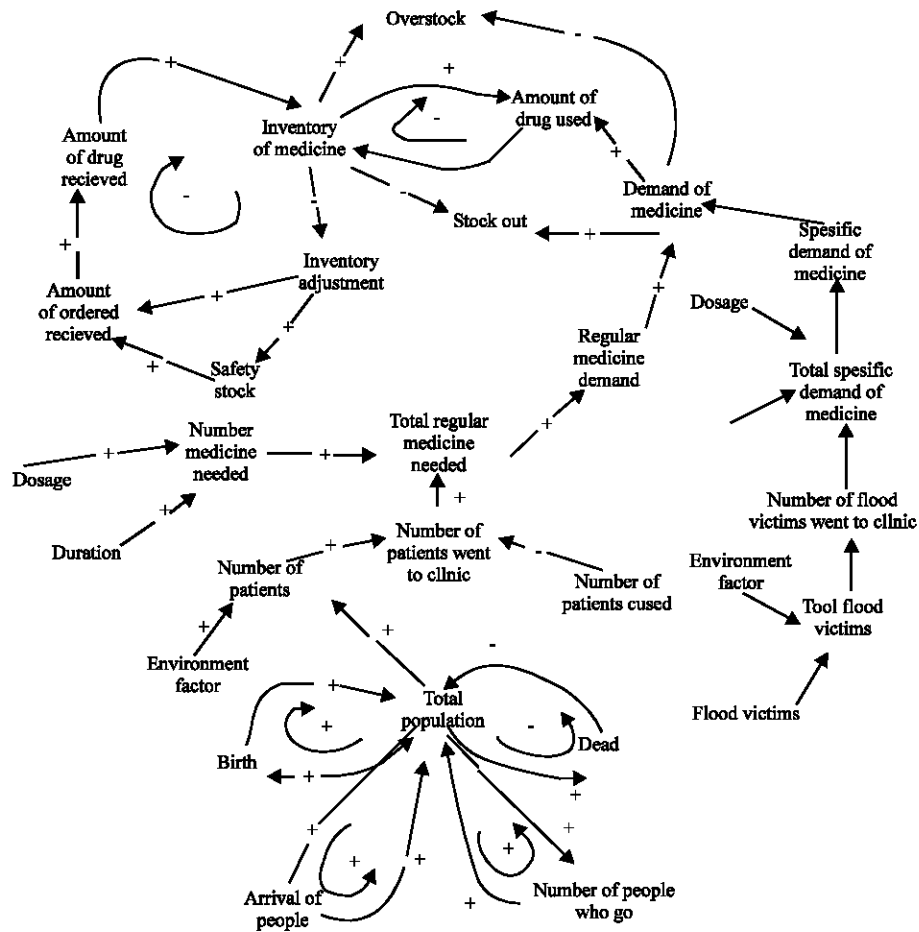 Overstock
+
-
+
+
Amount of
drug used
Inventory
of medicine
-
Amount
of drug
recieved
+
-
-
-
Demand of
medicine
Stock out
+
Spesific
demand of
medicine
+
Inventory
adjustment
+
Amount
of ordered
recieved
+
+
Dosage
Regular
medicine
demand
+
Safety
stock
Total spesific
demand of
medicine
Number
medicine
needed
Total regular
medicine
needed
+
+
+
Dosage
+
Number of flood
victims went to cllnic
+
Duration
Number of
patients went
to cllnic
+
-
Number of
patients
Number of
patients cused
Environment
factor
Tool flood
victims
+
+
Environment
factor
-
+
Total
population
Flood victims
+
-
Birth
Dead
+
+
+
+
+
+
+
+
Arrival of
people
Number of people
who go